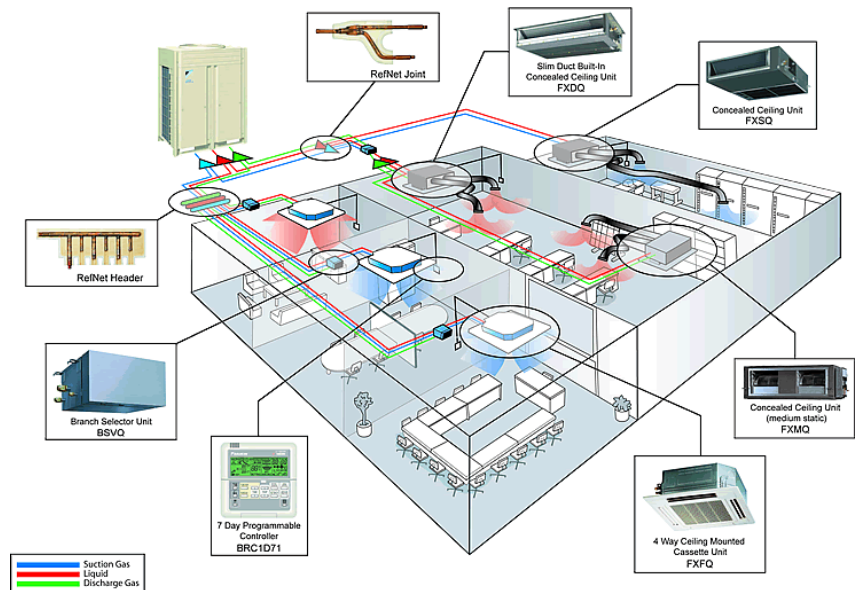 RefNet Joint
Slim Duct Built-In
Concealed Ceiling Unit
FXDQ
Concealed Ceiling Unit
FXSQ
RefNet Header
Branch Selector Unit
BSVQ
7 Day Programmable
Controller
BRC1D71
4 Way Ceiling Mounted
Cassette Unit
FXFQ
Concealed Ceiling Unit
(medium static)
FXMQ
Suction Gas
Liquid
Discharge Gas